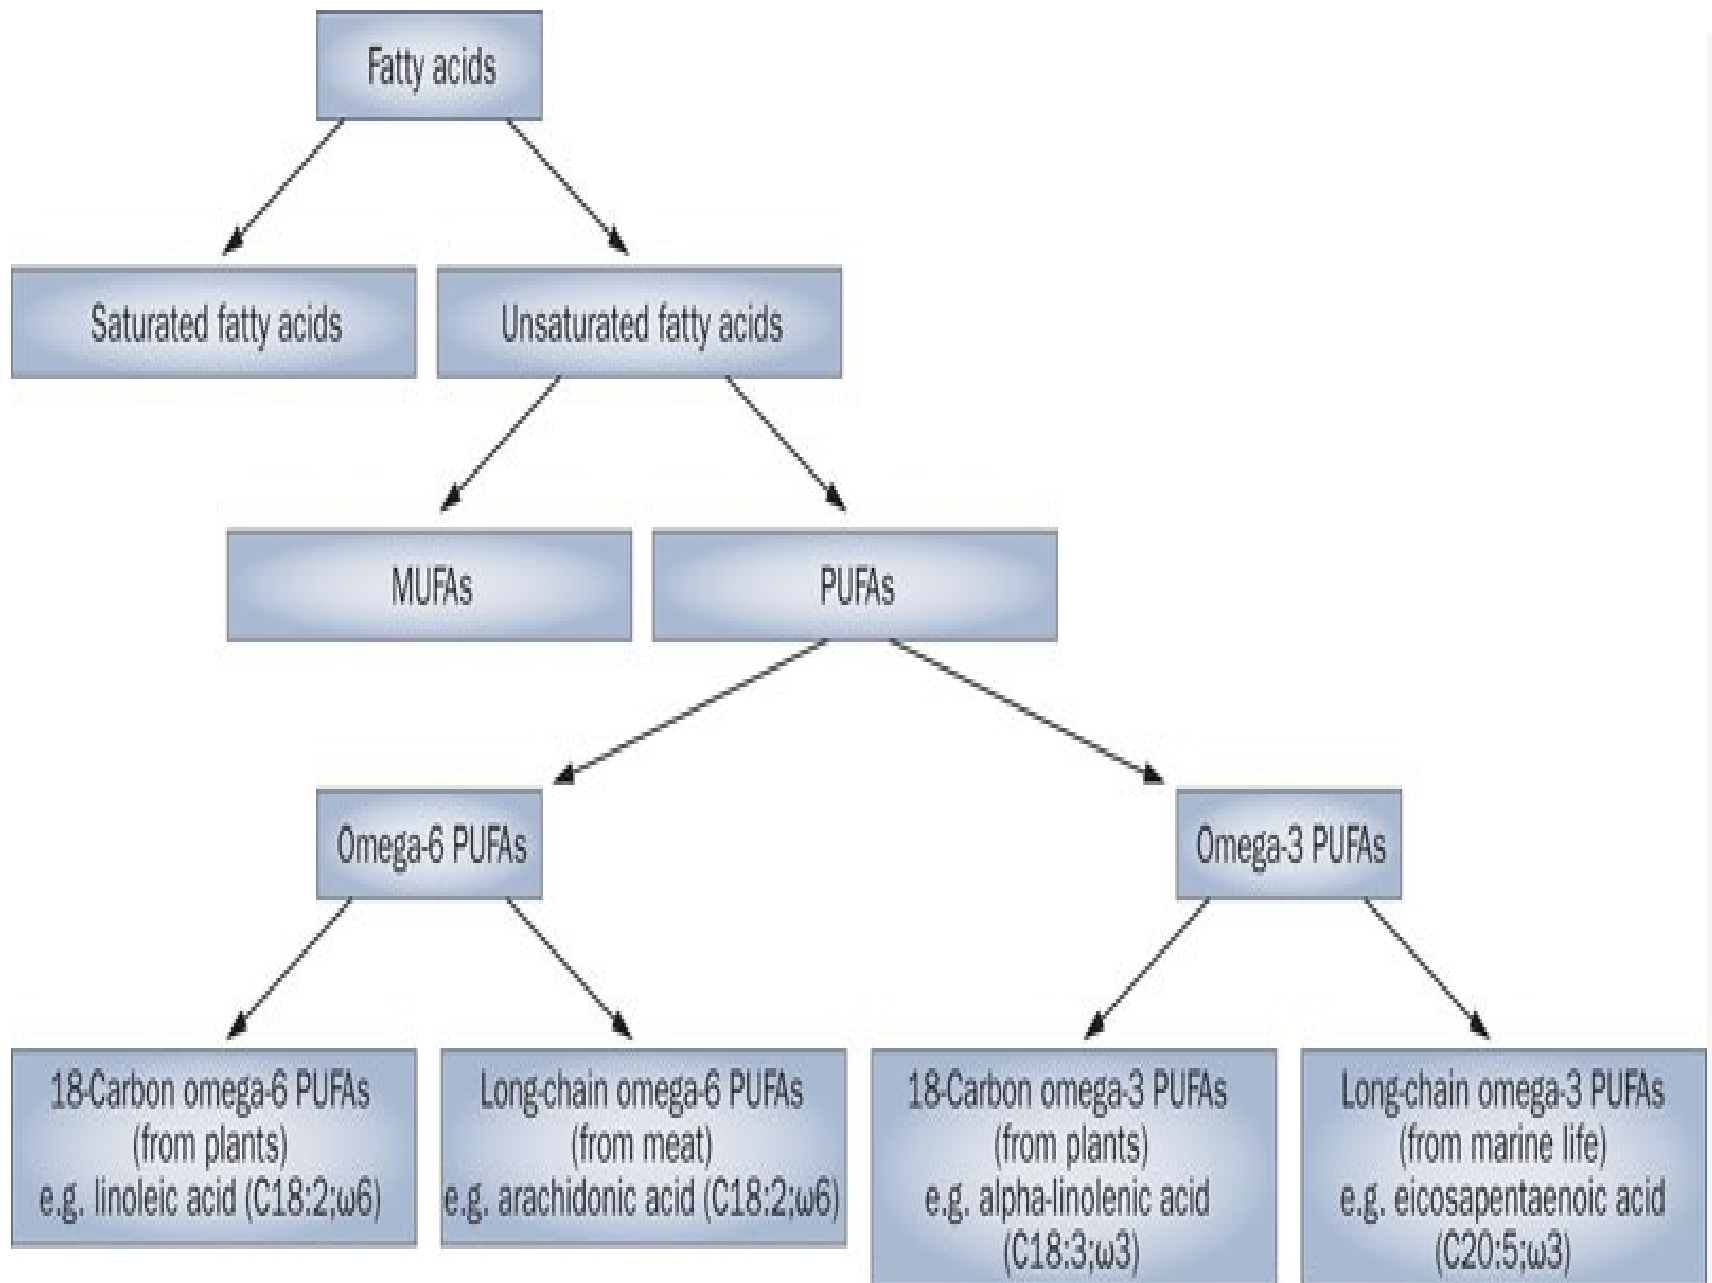 Fatty acids
Saturated fatty acids
Unsaturated fatty acids
MUFAs
PUFAs
Omega-6 PUFAs
Omega-3 PUFAs
18-Carbon omega-6 PUFAs
(from plants)
e.g. linoleic acid (C18:2;ω6)
Long-chain omega-6 PUFAs
(from meat)
e.g. arachidonic acid (C18:2;ω6)
18-Carbon omega-3 PUFAs
(from plants)
e.g. alpha-linolenic acid
(C18:3;ω3)
Long-chain omega-3 PUFAs
(from marine life)
e.g. eicosapentaenoic acid
(C20:5;ω3)